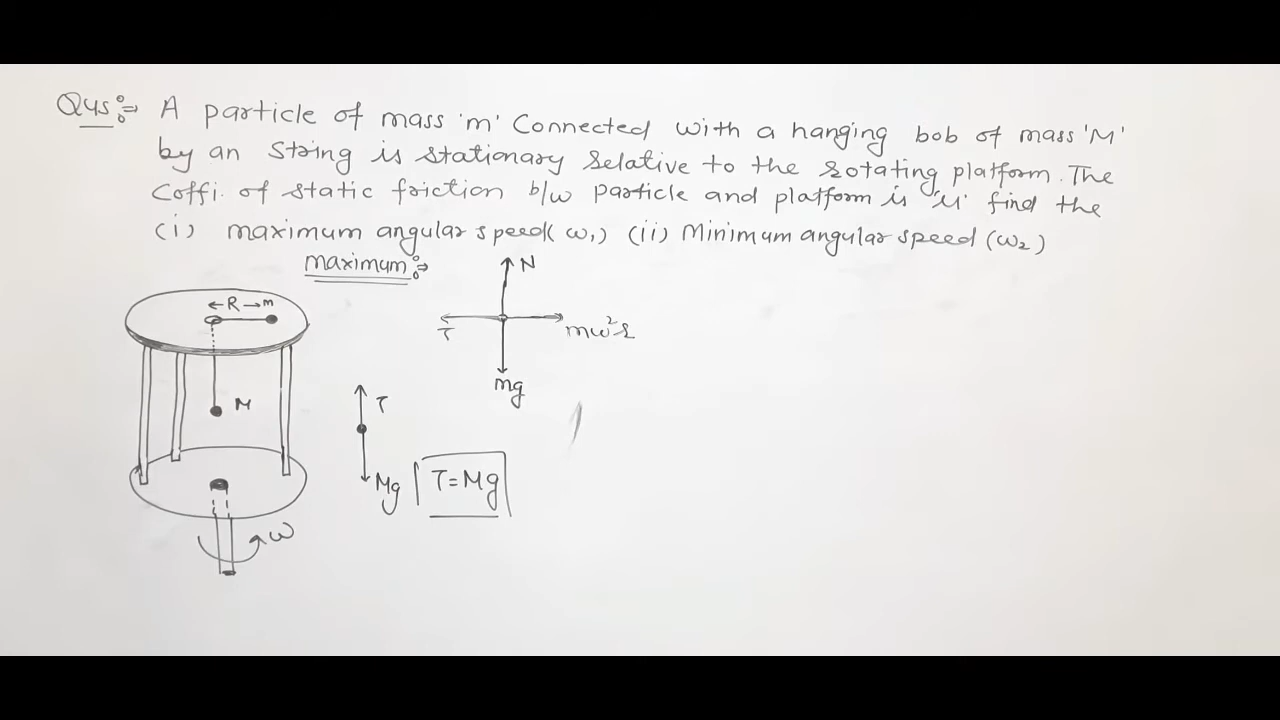 Qus:⇒ A particle of mass 'm' Connected with a hanging bob of mass 'M'
by an String is stationary relative to the rotating platform. The
Coffi. of static friction b/w particle and platform is 'μ' find the
(i) maximum angular speed (ω₁) (ii) Minimum angular speed (ω₂)
maximum:⇒
N
←R→ m
T
mω²r
mg
M
T
Mg
T=Mg
ω